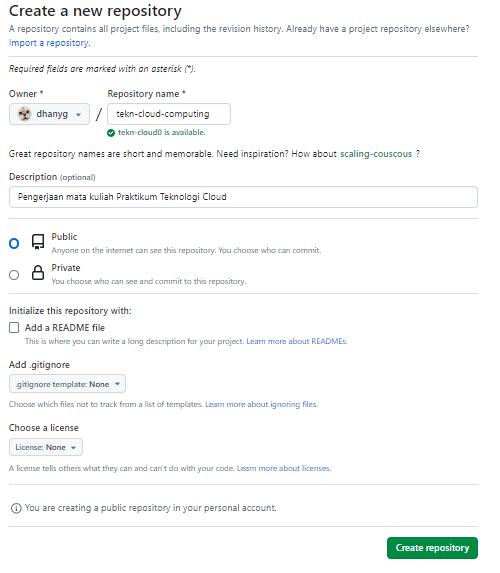 Create a new repository
A repository contains all project files, including the revision history. Already have a project repository elsewhere?
Import a repository.
Required fields are marked with an asterisk (*).
Owner *
Repository name *
dhanyg
/
tekn-cloud-computing
tekn-cloud0 is available.
Great repository names are short and memorable. Need inspiration? How about scaling-couscous ?
Description (optional)
Pengerjaan mata kuliah Praktikum Teknologi Cloud
Public
Anyone on the internet can see this repository. You choose who can commit.
Private
You choose who can see and commit to this repository.
Initialize this repository with:
Add a README file
This is where you can write a long description for your project. Learn more about READMEs.
Add .gitignore
.gitignore template: None
Choose which files not to track from a list of templates. Learn more about ignoring files.
Choose a license
License: None
A license tells others what they can and can't do with your code. Learn more about licenses.
You are creating a public repository in your personal account.
Create repository